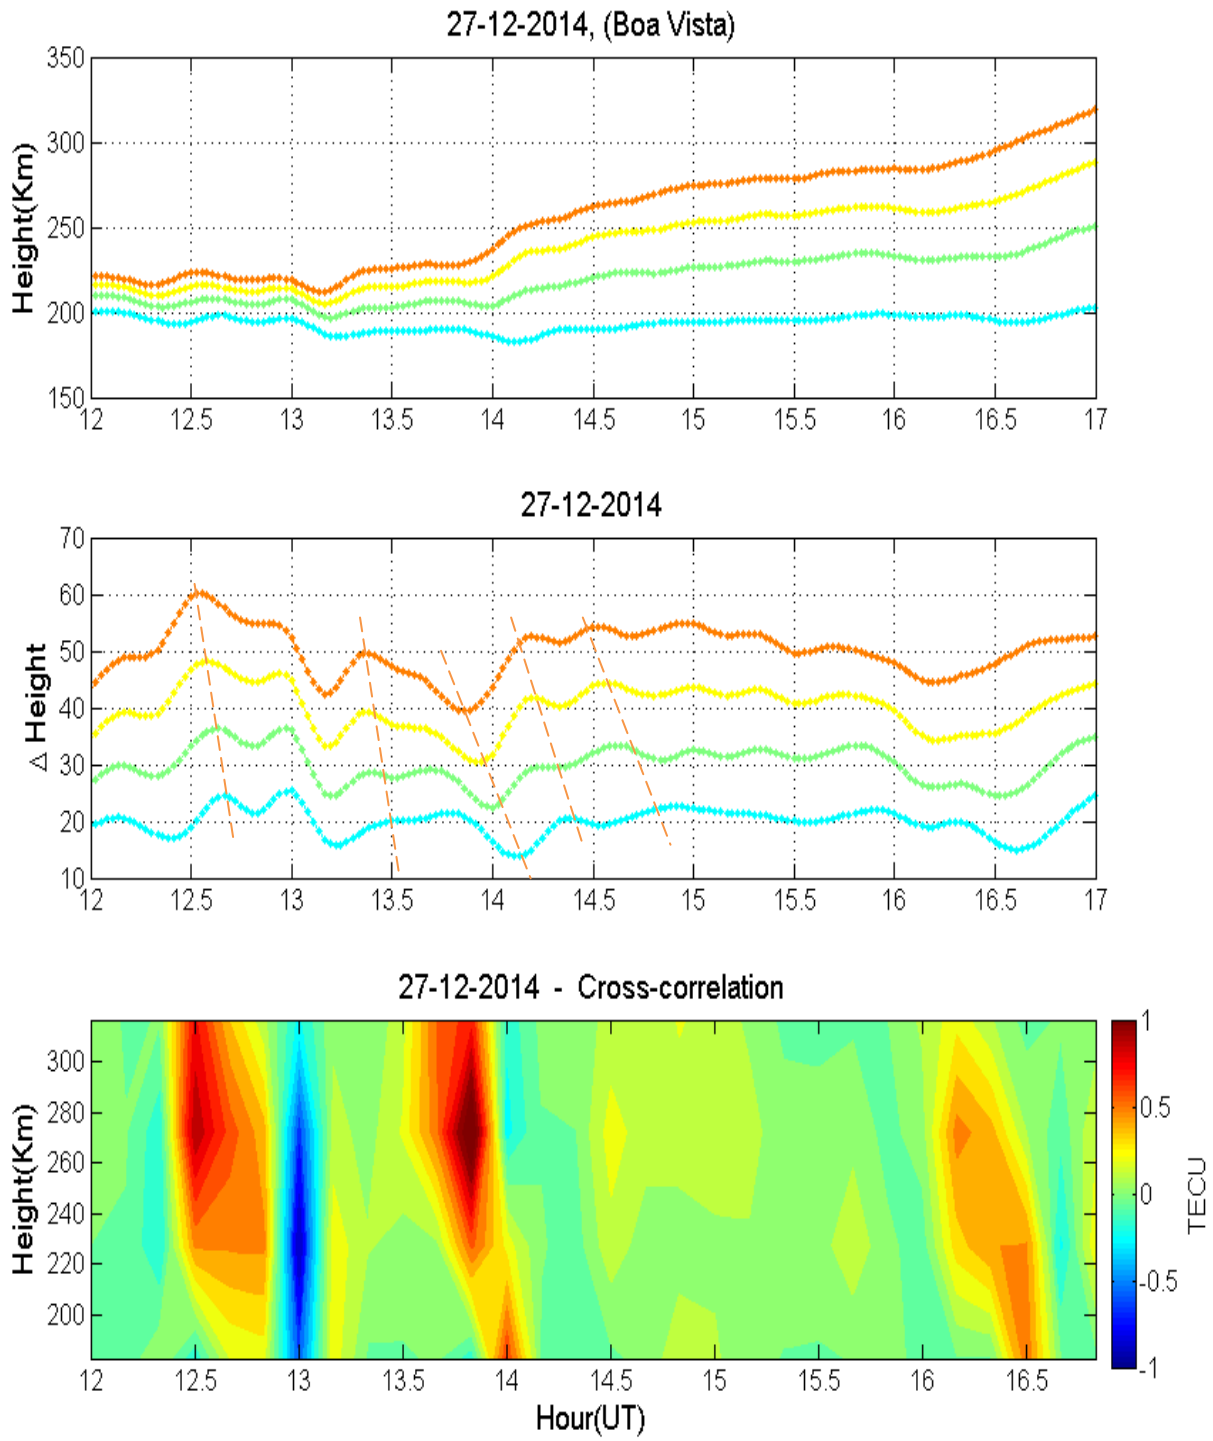 27-12-2014, (Boa Vista)
350
300
250
200
150
Height(Km)
12 12.5 13 13.5 14 14.5 15 15.5 16 16.5 17
27-12-2014
70
60
50
40
30
20
10
Δ Height
12 12.5 13 13.5 14 14.5 15 15.5 16 16.5 17
27-12-2014 - Cross-correlation
300
280
260
240
220
200
Height(Km)
1
0.5
0
-0.5
-1
TECU
12 12.5 13 13.5 14 14.5 15 15.5 16 16.5
Hour(UT)